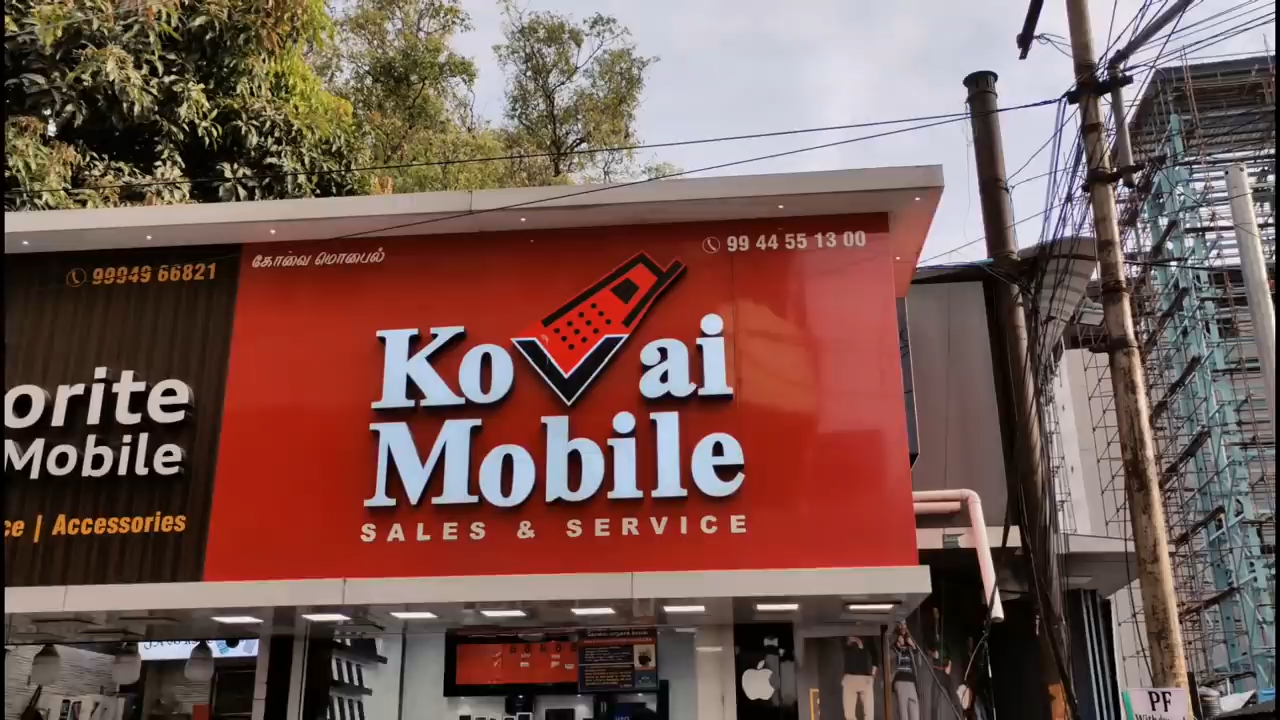 99949 66821
orite
Mobile
ce | Accessories
கோவை மொபைல்
99 44 55 13 00
Kovai
Mobile
SALES & SERVICE
PF